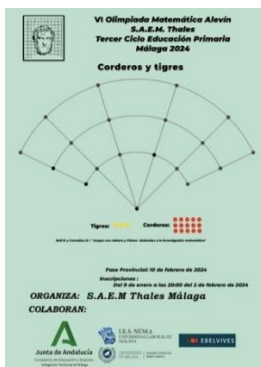 VI Olimpiada Matemática Alevín
S.A.E.M. Thales
Tercer Ciclo Educación Primaria
Málaga 2024
Corderos y tigres
Tigres:
Corderos:
Fase Provincial: 10 de febrero de 2024
Inscripciones :
Del 9 de enero a las 20:00 del 2 de febrero de 2024
ORGANIZA: S.A.E.M Thales Málaga
COLABORAN:
Junta de Andalucía
EDELVIVES